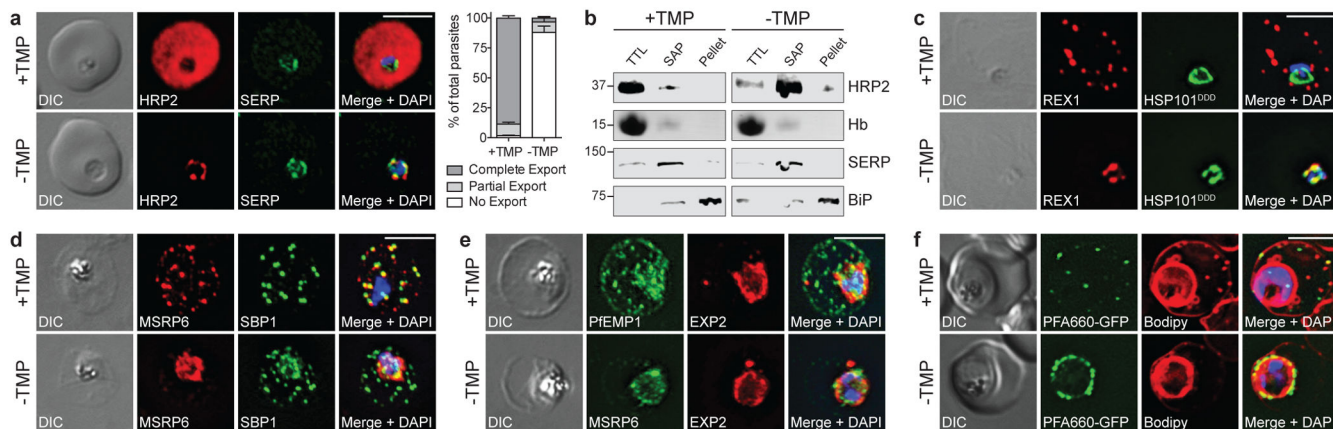 a
+TMP
DIC
HRP2
SERP
Merge + DAPI
-TMP
DIC
HRP2
SERP
Merge + DAPI
% of total parasites
100
75
50
25
0
+TMP -TMP
Complete Export
Partial Export
No Export
b
+TMP -TMP
TTL SAP Pellet TTL SAP Pellet
37 HRP2
15 Hb
150 SERP
75 BiP
c
+TMP
DIC
REX1
HSP101DDD
Merge + DAPI
-TMP
DIC
REX1
HSP101DDD
Merge + DAPI
d
+TMP
DIC
MSRP6
SBP1
Merge + DAPI
-TMP
DIC
MSRP6
SBP1
Merge + DAPI
e
+TMP
DIC
PfEMP1
EXP2
Merge + DAPI
-TMP
DIC
MSRP6
EXP2
Merge + DAPI
f
+TMP
DIC
PFA660-GFP
Bodipy
Merge + DAP
-TMP
DIC
PFA660-GFP
Bodipy
Merge + DAP